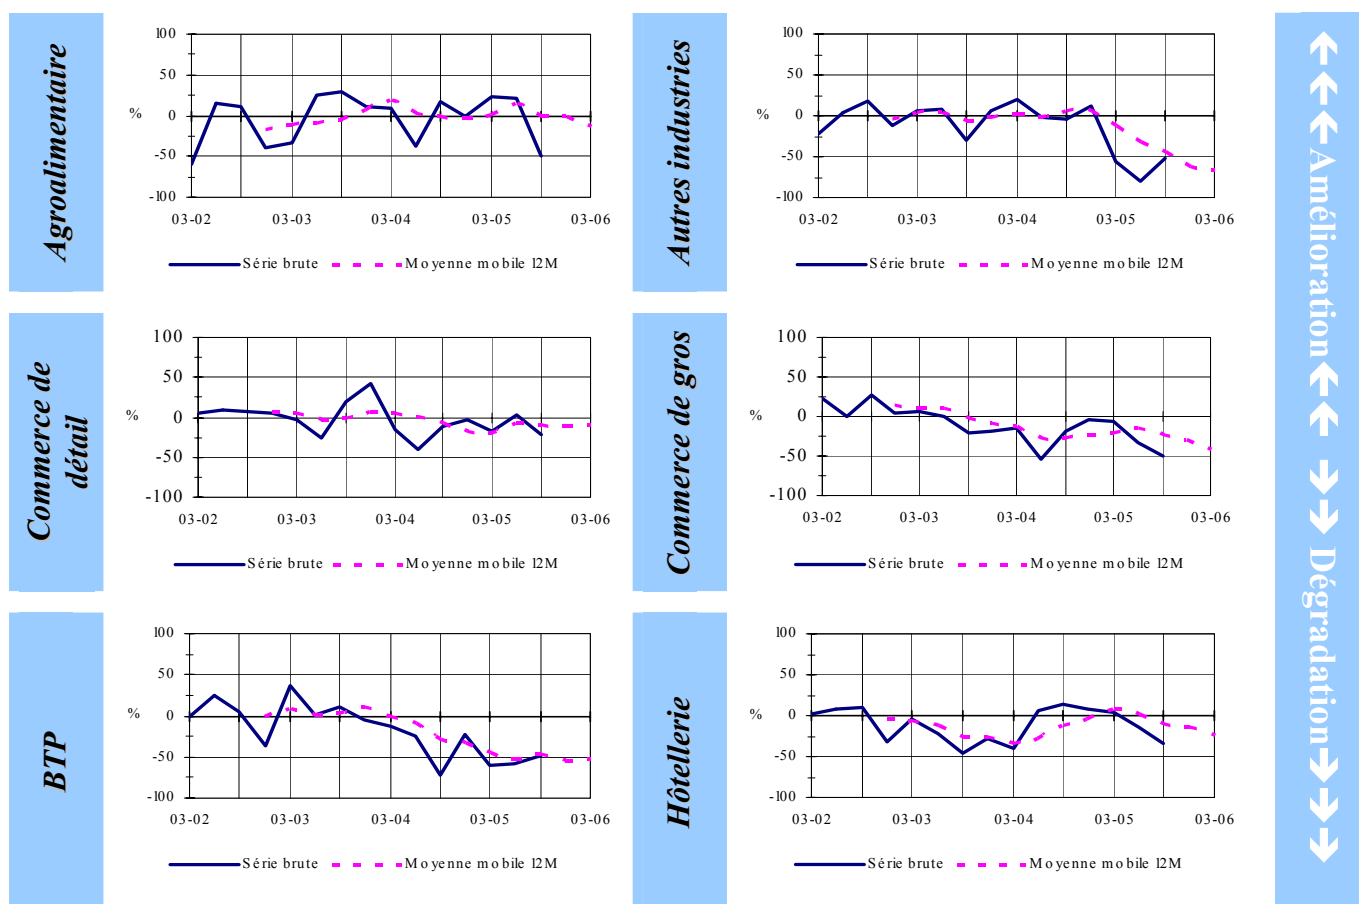 Agroalimentaire
100
50
0
-50
-100
%
03-02 03-03 03-04 03-05 03-06
Série brute Moyenne mobile 12M
Autres industries
100
50
0
-50
-100
%
03-02 03-03 03-04 03-05 03-06
Série brute Moyenne mobile 12M
Commerce de
détail
100
50
0
-50
-100
%
03-02 03-03 03-04 03-05 03-06
Série brute Moyenne mobile 12M
Commerce de gros
100
50
0
-50
-100
%
03-02 03-03 03-04 03-05 03-06
Série brute Moyenne mobile 12M
BTP
100
50
0
-50
-100
%
03-02 03-03 03-04 03-05 03-06
Série brute Moyenne mobile 12M
Hôtellerie
100
50
0
-50
-100
%
03-02 03-03 03-04 03-05 03-06
Série brute Moyenne mobile 12M
Amélioration Dégradation